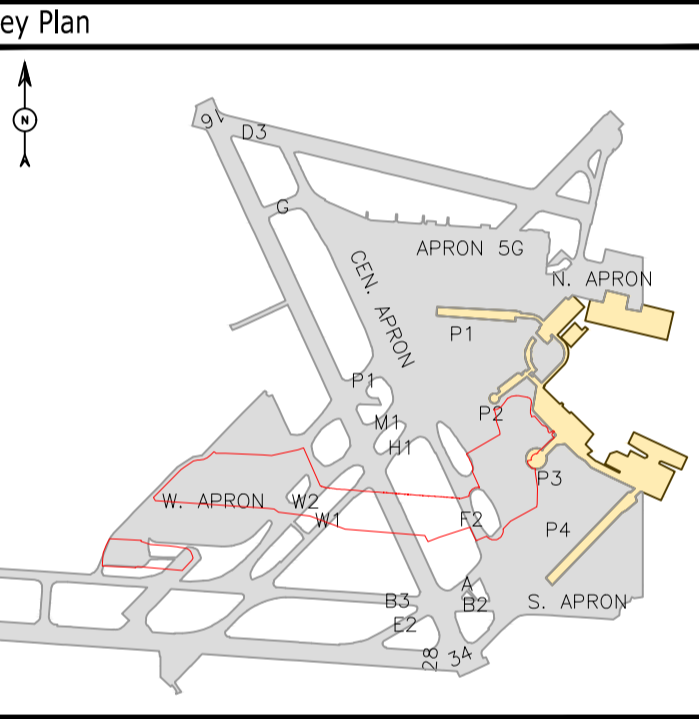 ey Plan
N
16
D3
G
APRON 5G
CEN. APRON
N. APRON
P1
P1
P2
M1
H1
P3
W. APRON
W2
W1
F2
P4
A
B3
B2
S. APRON
E2
28
34